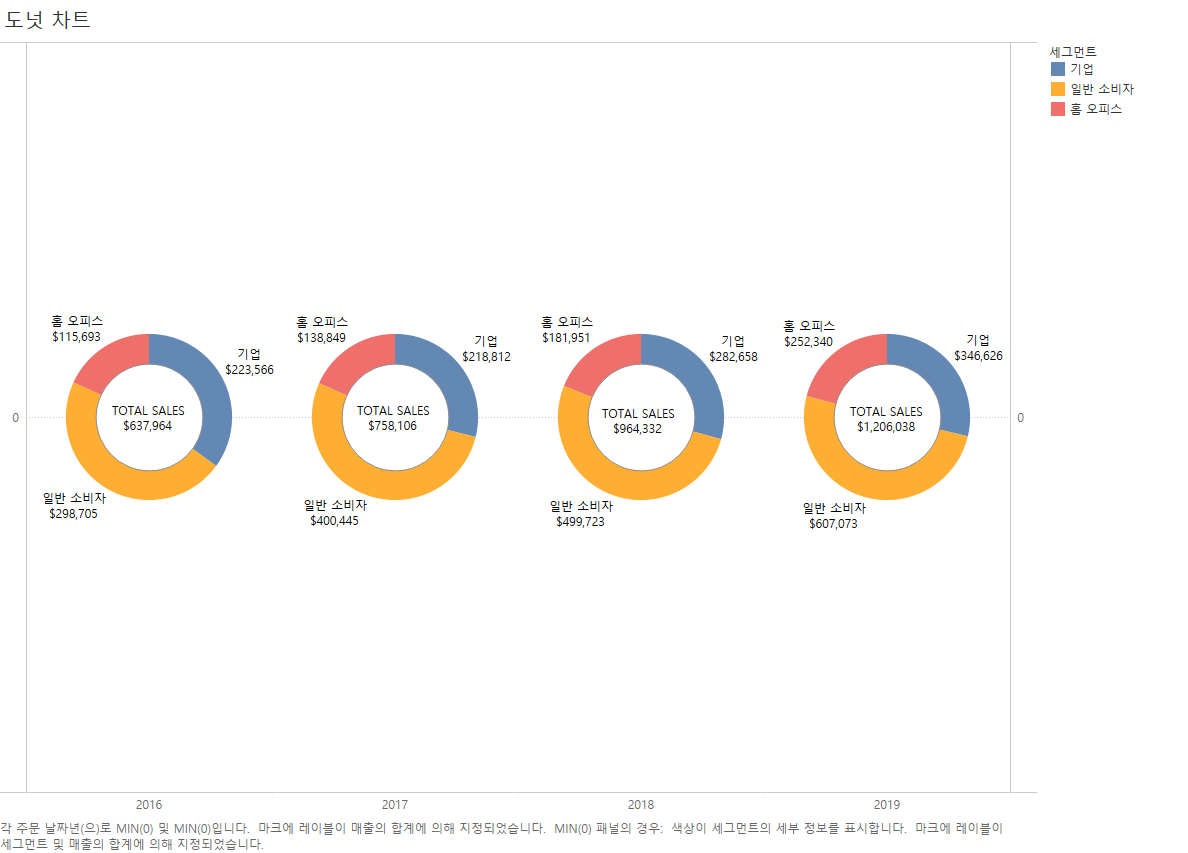 도넛 차트
세그먼트
기업
일반 소비자
홈 오피스
홈 오피스
$115,693
기업
$223,566
TOTAL SALES
$637,964
일반 소비자
$298,705
홈 오피스
$138,849
기업
$218,812
TOTAL SALES
$758,106
일반 소비자
$400,445
홈 오피스
$181,951
기업
$282,658
TOTAL SALES
$964,332
일반 소비자
$499,723
홈 오피스
$252,340
기업
$346,626
TOTAL SALES
$1,206,038
일반 소비자
$607,073
0
0
2016
2017
2018
2019
각 주문 날짜년(으)로 MIN(0) 및 MIN(0)입니다.  마크에 레이블이 매출의 합계에 의해 지정되었습니다.  MIN(0) 패널의 경우:  색상이 세그먼트의 세부 정보를 표시합니다.  마크에 레이블이
세그먼트 및 매출의 합계에 의해 지정되었습니다.